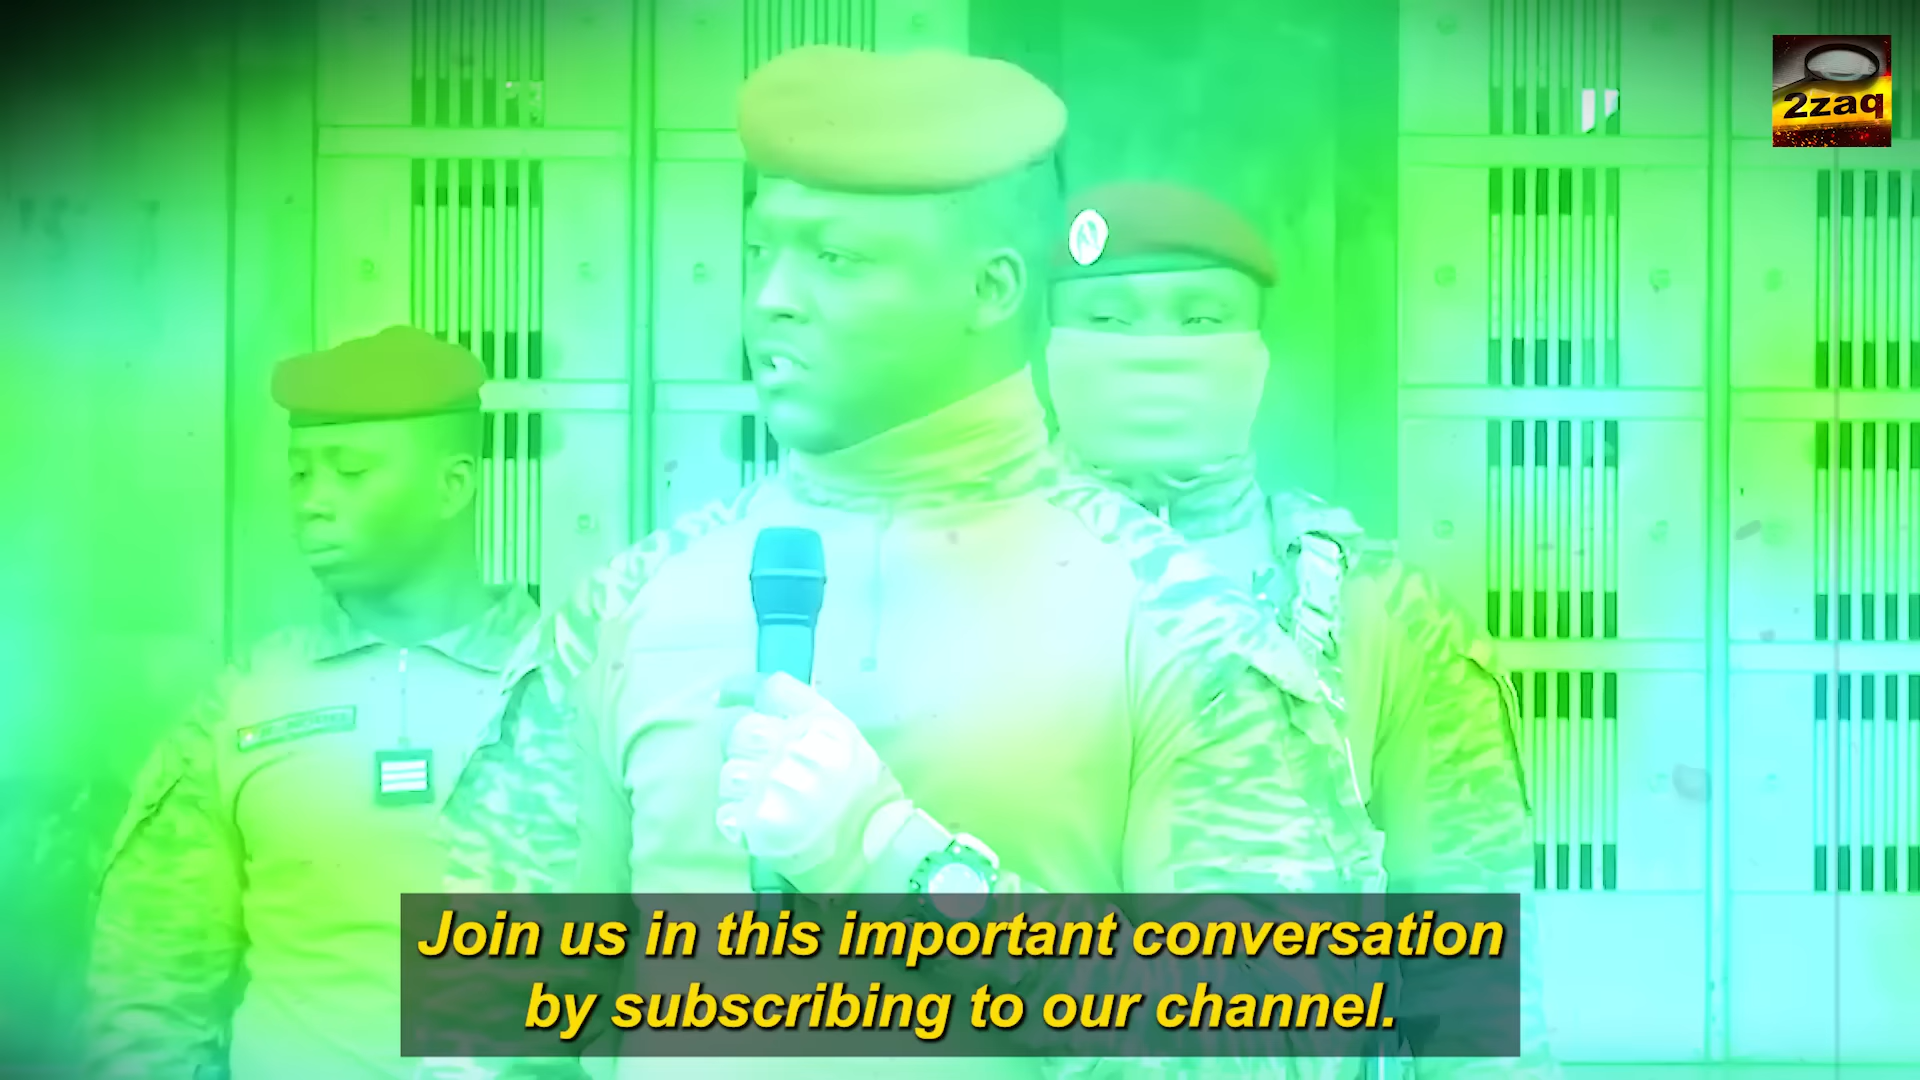 2zaq
Join us in this important conversation
by subscribing to our channel.